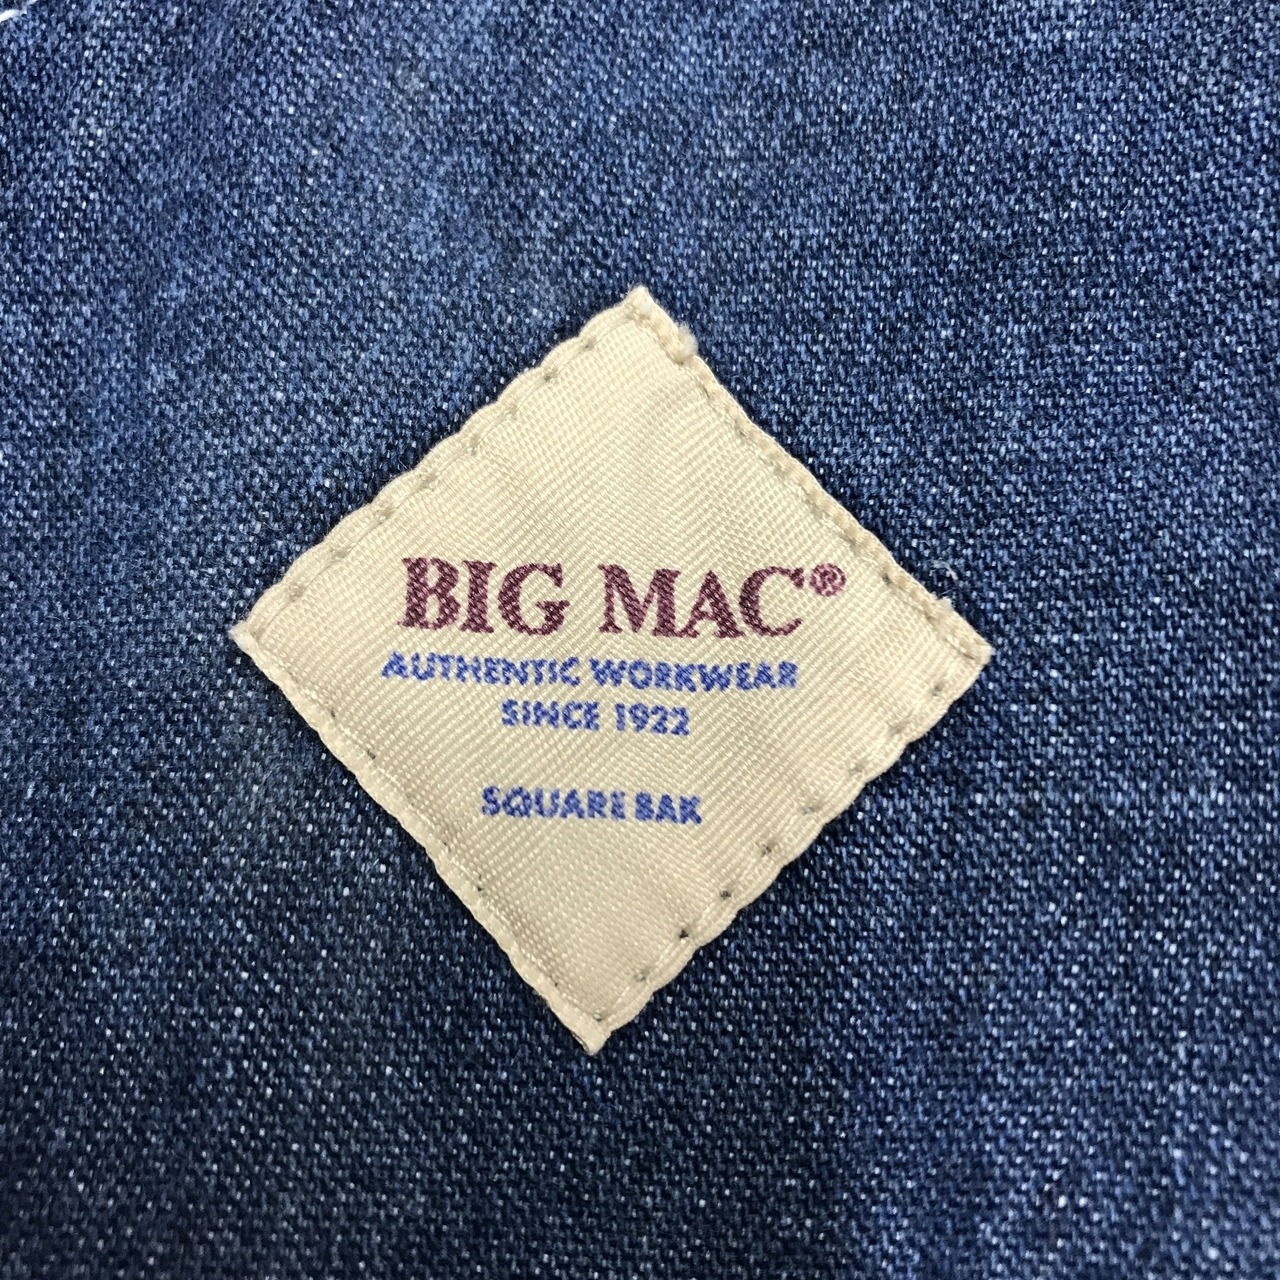 BIG MAC®
AUTHENTIC WORKWEAR
SINCE 1922
SQUARE BAK